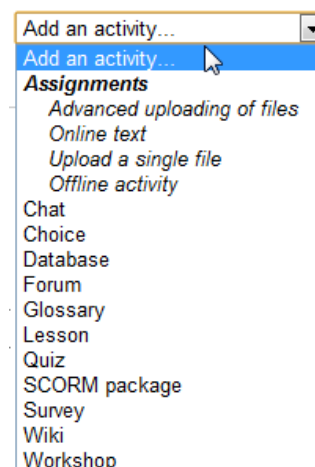 Add an activity...
Add an activity...
Assignments
Advanced uploading of files
Online text
Upload a single file
Offline activity
Chat
Choice
Database
Forum
Glossary
Lesson
Quiz
SCORM package
Survey
Wiki
Workshop